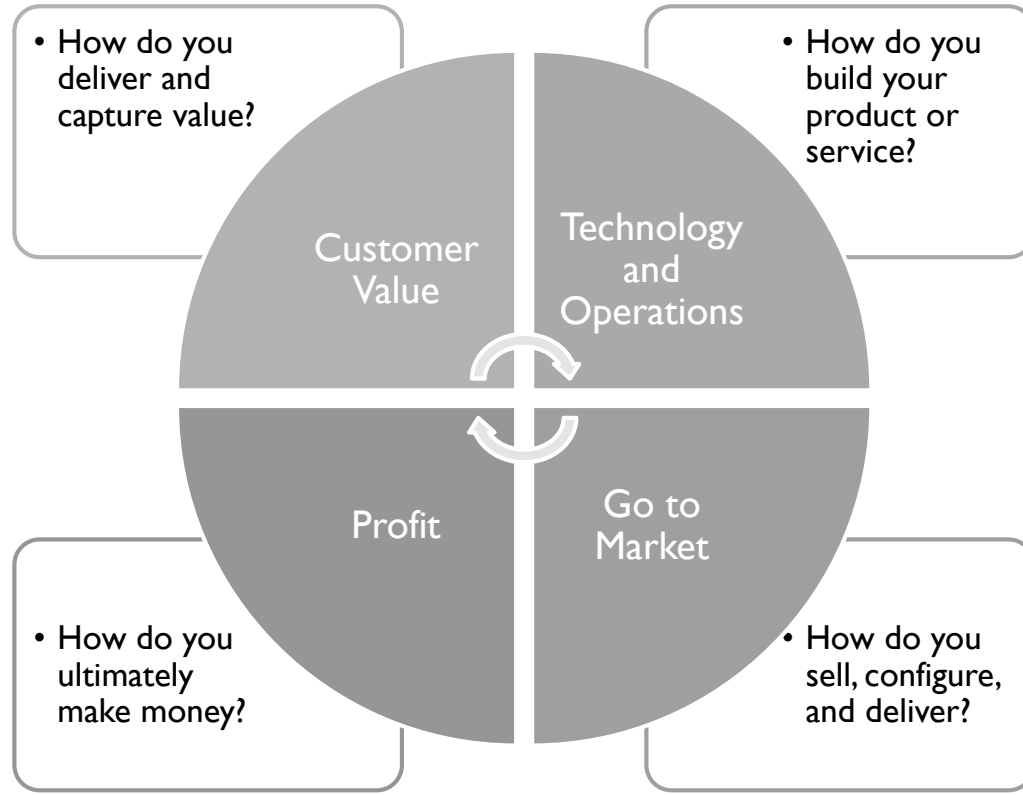 • How do you
deliver and
capture value?
• How do you
build your
product or
service?
Customer
Value
Technology
and
Operations
Profit
Go to
Market
• How do you
ultimately
make money?
• How do you
sell, configure,
and deliver?